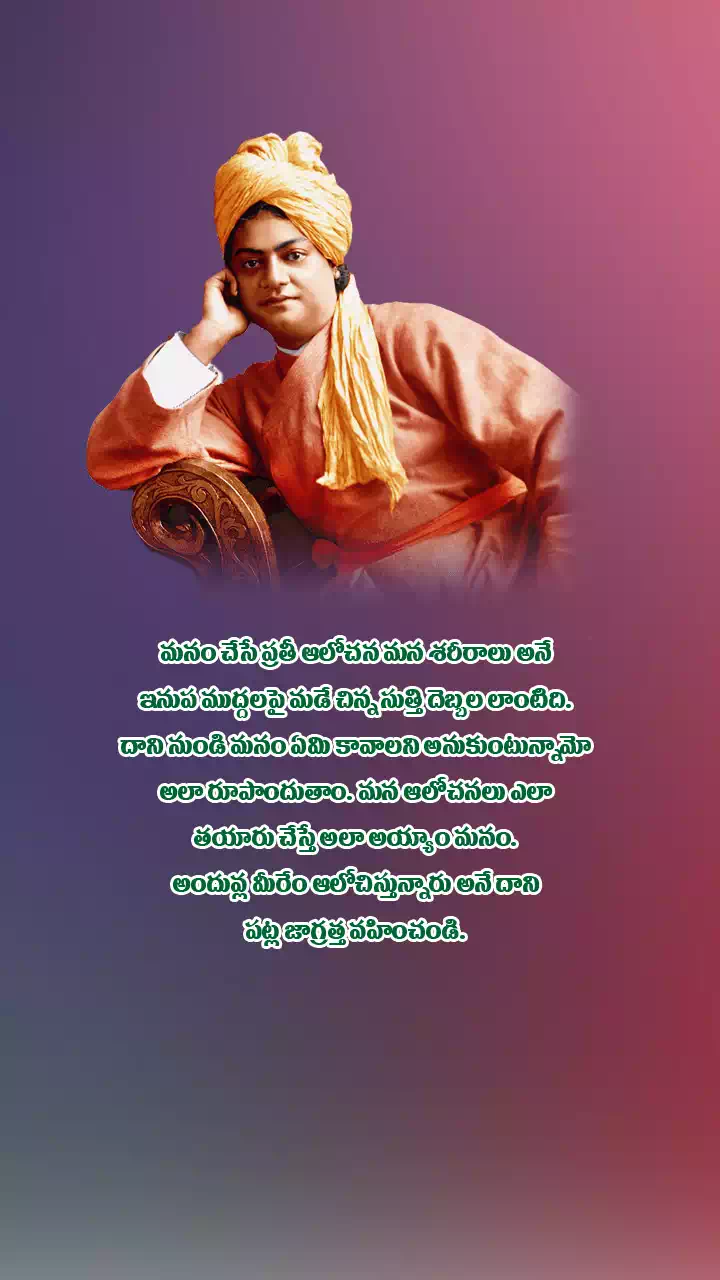 మనం చేసే ప్రతీ ఆలోచన మన శరీరాలు అనే
ఇనుప ముద్దలపై మడే చిన్న సుత్తి దెబ్బల లాంటిది.
దాని నుండి మనం ఏమి కావాలని అనుకుంటున్నామో
అలా రూపొందుతాం. మన ఆలోచనలు ఎలా
తయారు చేస్తే అలా అయ్యాం మనం.
అందువ్ల మీరేం ఆలోచిస్తున్నారు అనే దాని
పట్ల జాగ్రత్త వహించండి.